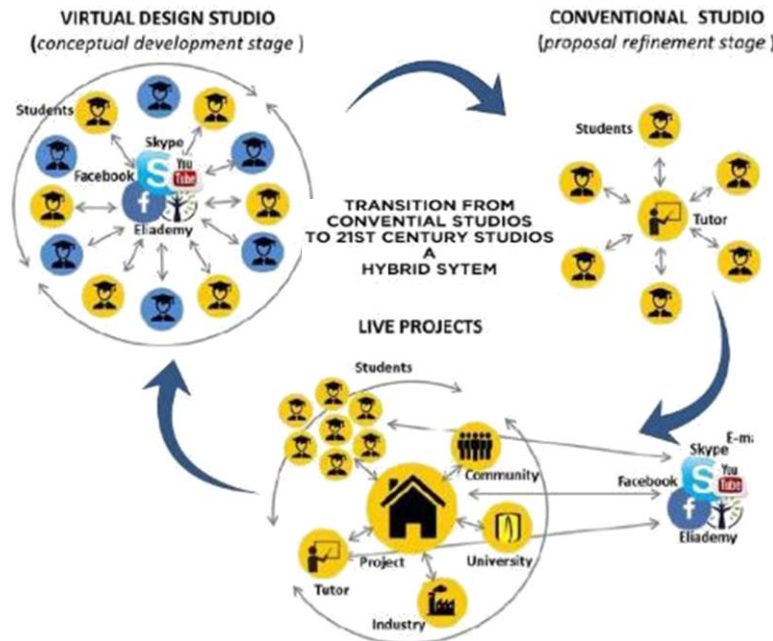 VIRTUAL DESIGN STUDIO
(conceptual development stage )
Students
Skype
S
You
Tube
Facebook
f
Eliademy
CONVENTIONAL STUDIO
(proposal refinement stage )
Students
Tutor
TRANSITION FROM
CONVENTIAL STUDIOS
TO 21ST CENTURY STUDIOS
A
HYBRID SYTEM
LIVE PROJECTS
Students
Community
Project
University
Tutor
Industry
Skype
E-ma
S
You
Tube
Facebook
f
Eliademy